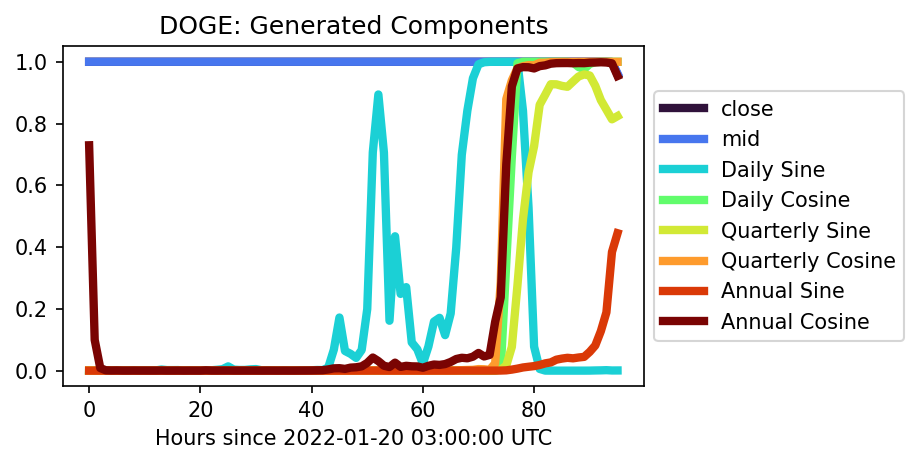 DOGE: Generated Components
1.0
0.8
0.6
0.4
0.2
0.0
0 20 40 60 80
Hours since 2022-01-20 03:00:00 UTC
close
mid
Daily Sine
Daily Cosine
Quarterly Sine
Quarterly Cosine
Annual Sine
Annual Cosine